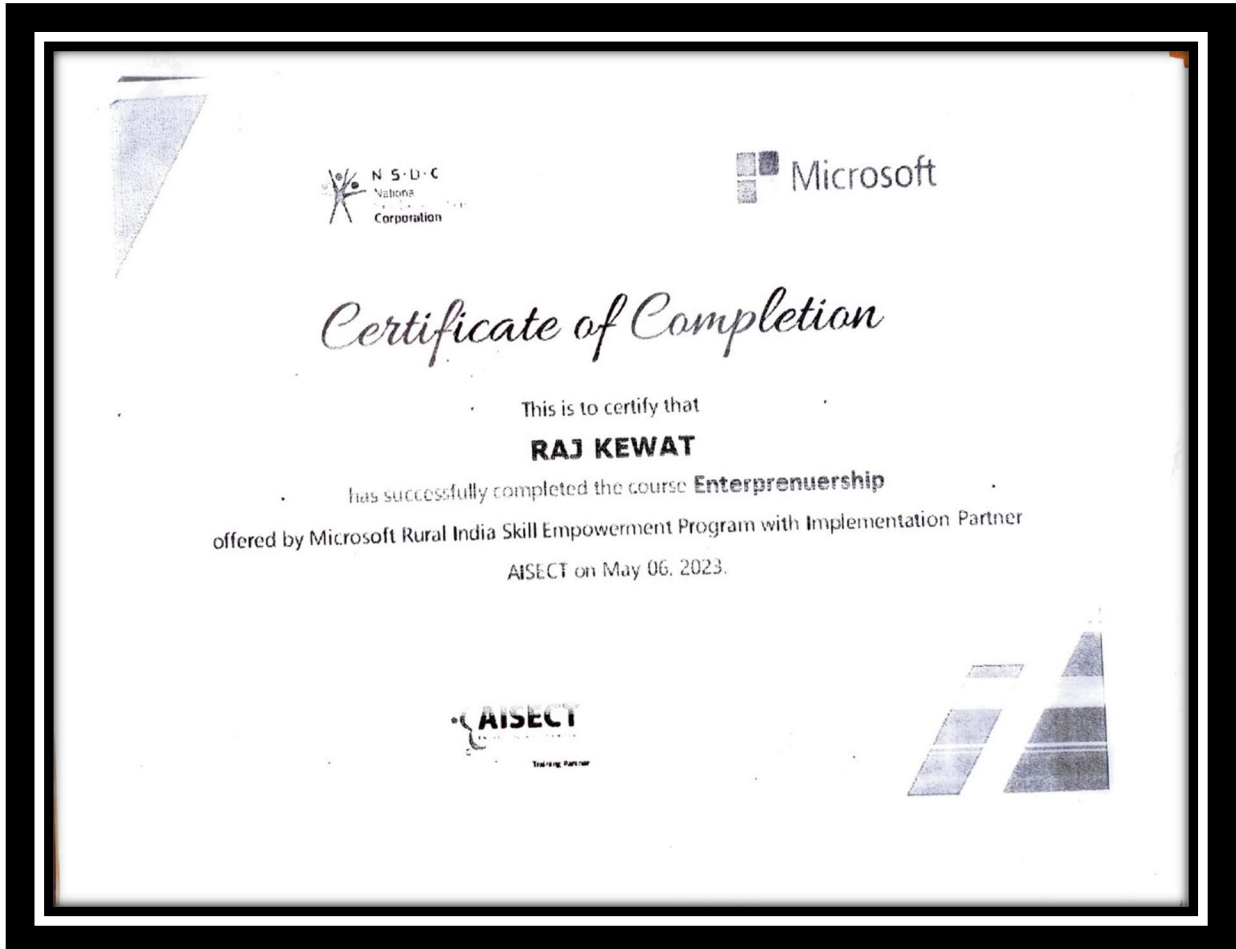 N S D C
National
Corporation
Microsoft
Certificate of Completion
This is to certify that
RAJ KEWAT
has successfully completed the course Enterprenuership
offered by Microsoft Rural India Skill Empowerment Program with Implementation Partner
AISECT on May 06, 2023.
AISECT
Training Partner